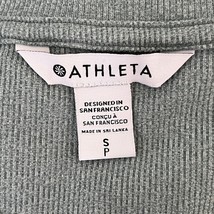 ATHLETA
DESIGNED IN
SAN FRANCISCO
CONÇU À
SAN FRANCISCO
MADE IN SRI LANKA
S
P